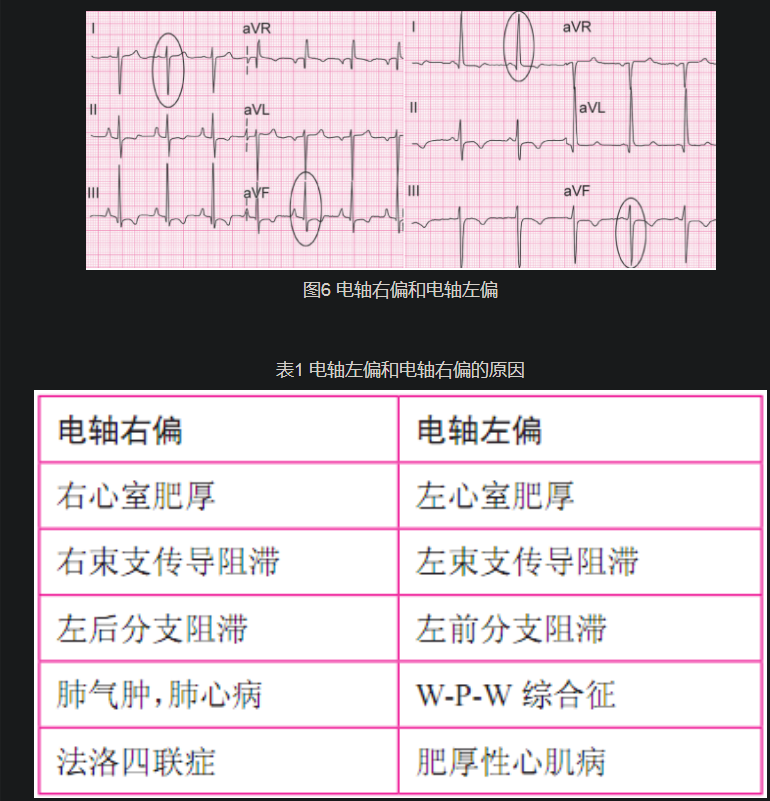 I aVR I aVR
II aVL II aVL
III aVF III aVF
图6 电轴右偏和电轴左偏
表1 电轴左偏和电轴右偏的原因
电轴右偏 电轴左偏
右心室肥厚 左心室肥厚
右束支传导阻滞 左束支传导阻滞
左后分支阻滞 左前分支阻滞
肺气肿,肺心病 W-P-W 综合征
法洛四联症 肥厚性心肌病